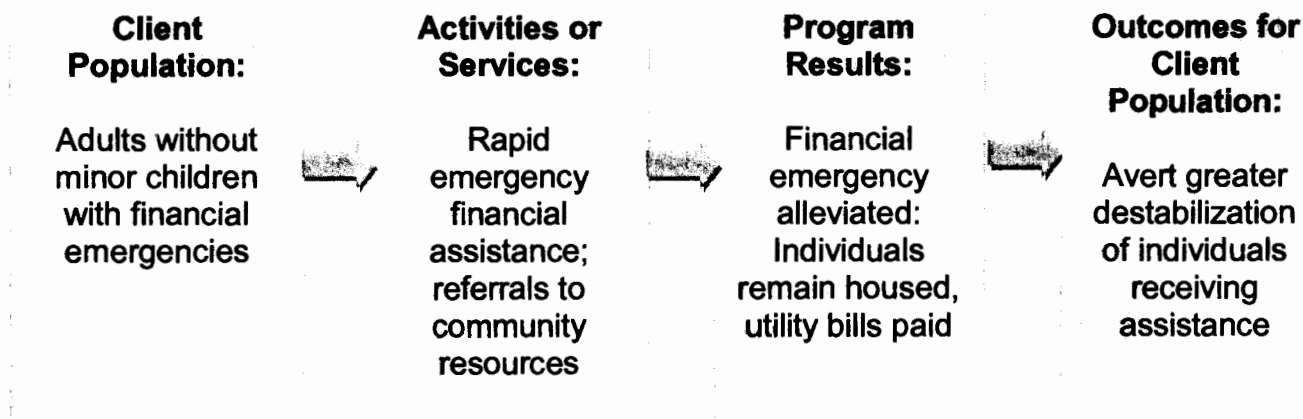 Client
Population:
Adults without
minor children
with financial
emergencies
Activities or
Services:
Rapid
emergency
financial
assistance;
referrals to
community
resources
Program
Results:
Financial
emergency
alleviated:
Individuals
remain housed,
utility bills paid
Outcomes for
Client
Population:
Avert greater
destabilization
of individuals
receiving
assistance